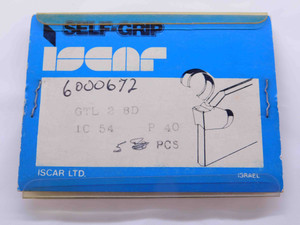 SELF-GRIP
ISCAR
6000672
GTL 3 8D
IC 54 P 40
5 PCS
ISCAR LTD.
ISRAEL